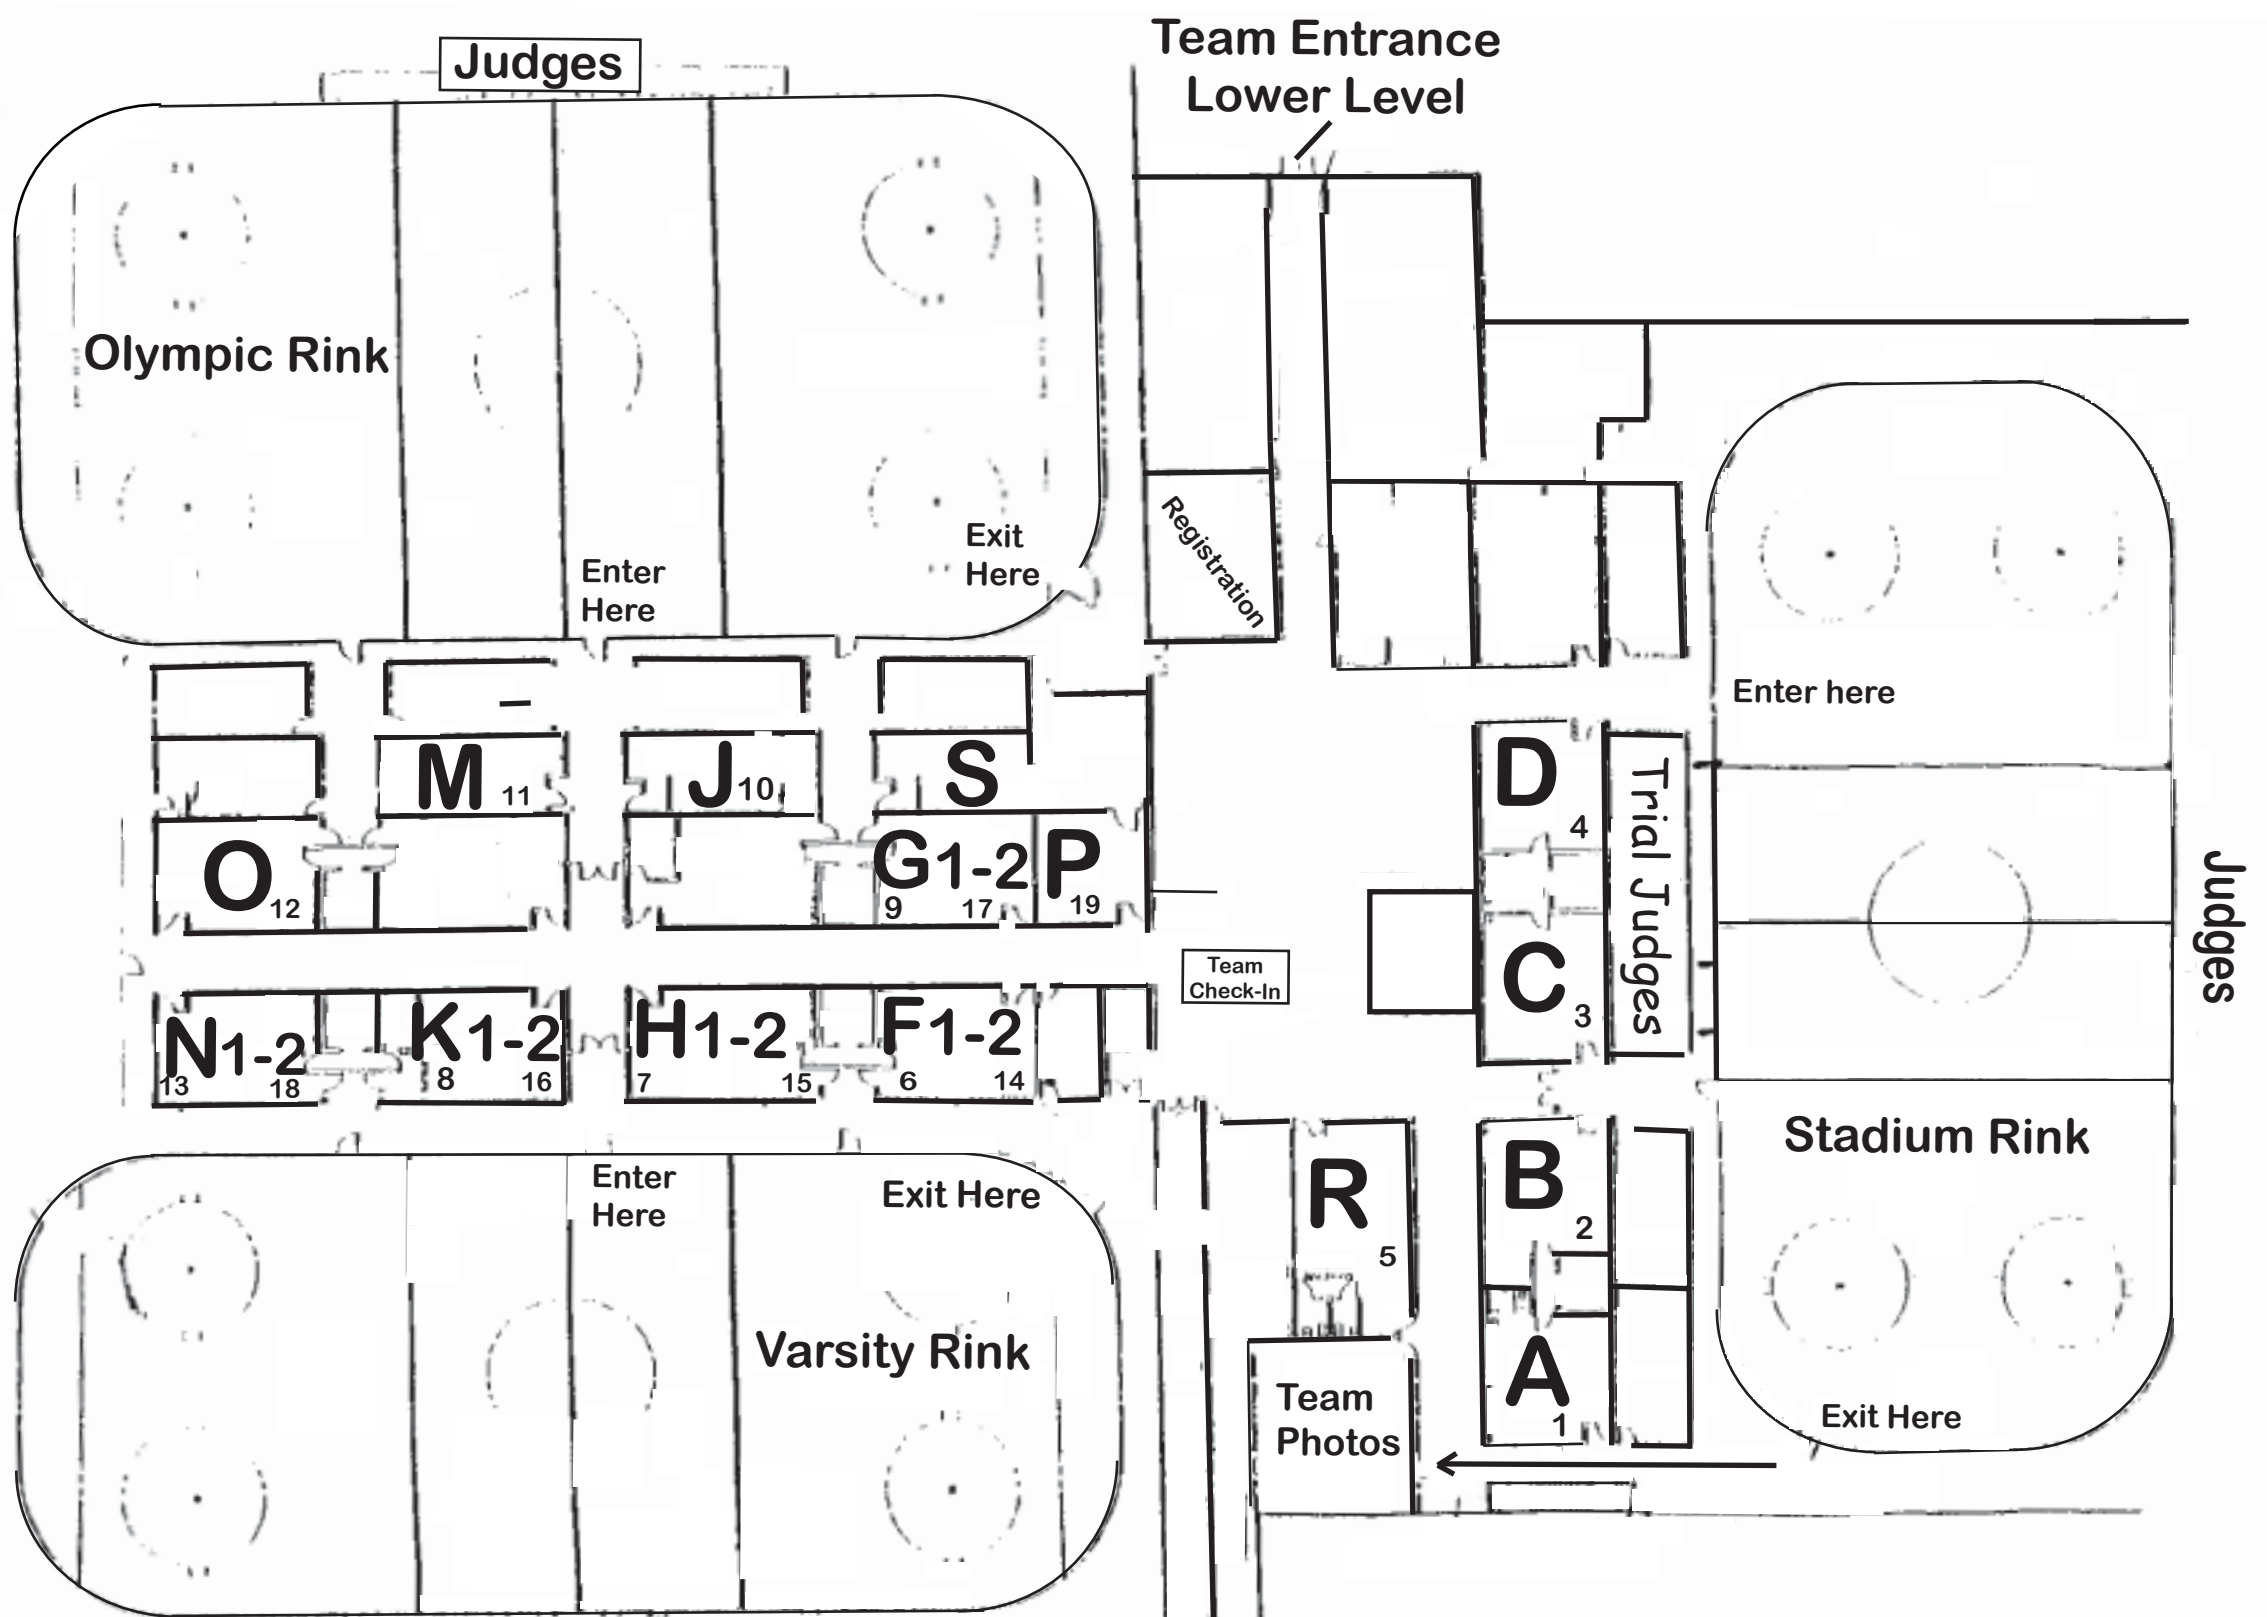 Team Entrance
Lower Level
Judges
Olympic Rink
Enter
Here
Exit
Here
Registration
Enter here
M 11
J 10
S
D
4
Trial Judges
O 12
G1-2
9 17
P
19
Judges
Team
Check-In
C
3
N1-2
13 18
K1-2
8 16
H1-2
7 15
F1-2
6 14
Stadium Rink
Enter
Here
Exit Here
R
5
B
2
Varsity Rink
A
1
Team
Photos
Exit Here